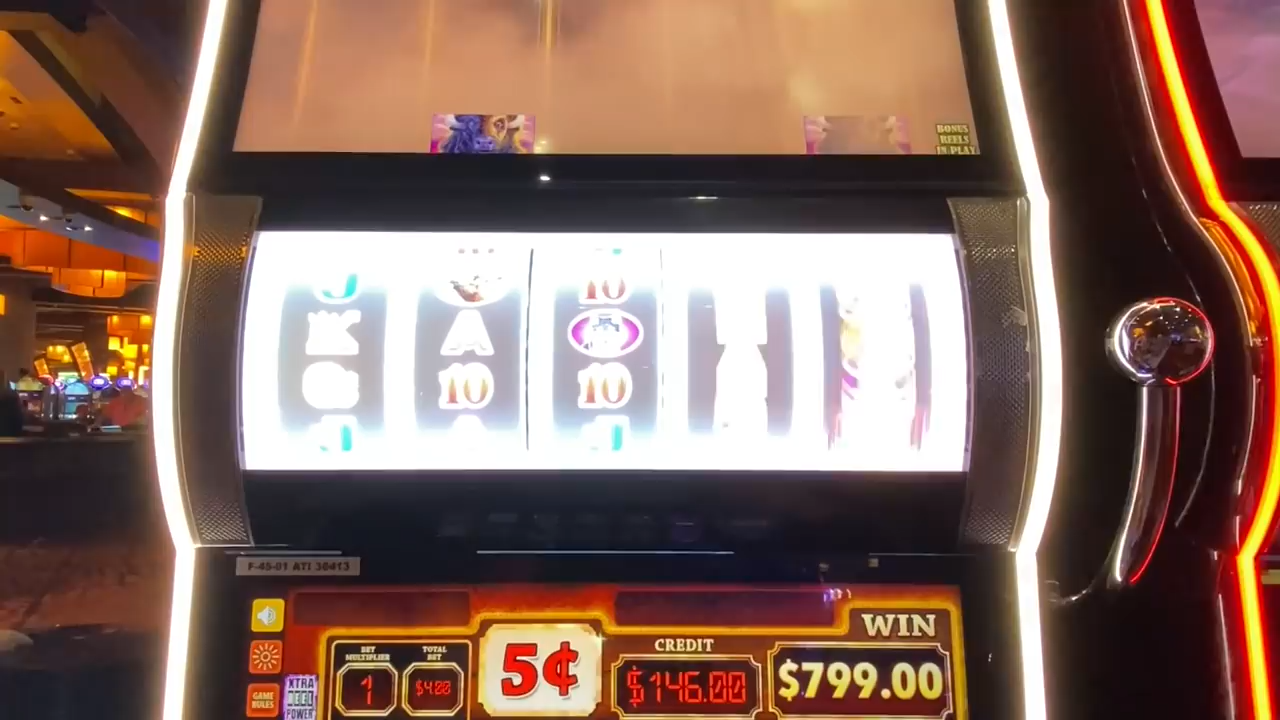 BONUS
REELS
IN PLAY
J
10
K
A
10
10
J
F-45-01 ATI 30413
WIN
BET
MULTIPLIER
TOTAL
BET
5¢
CREDIT
1
$4.00
$146.00
$799.00
GAME
RULES
XTRA
REEL
POWER